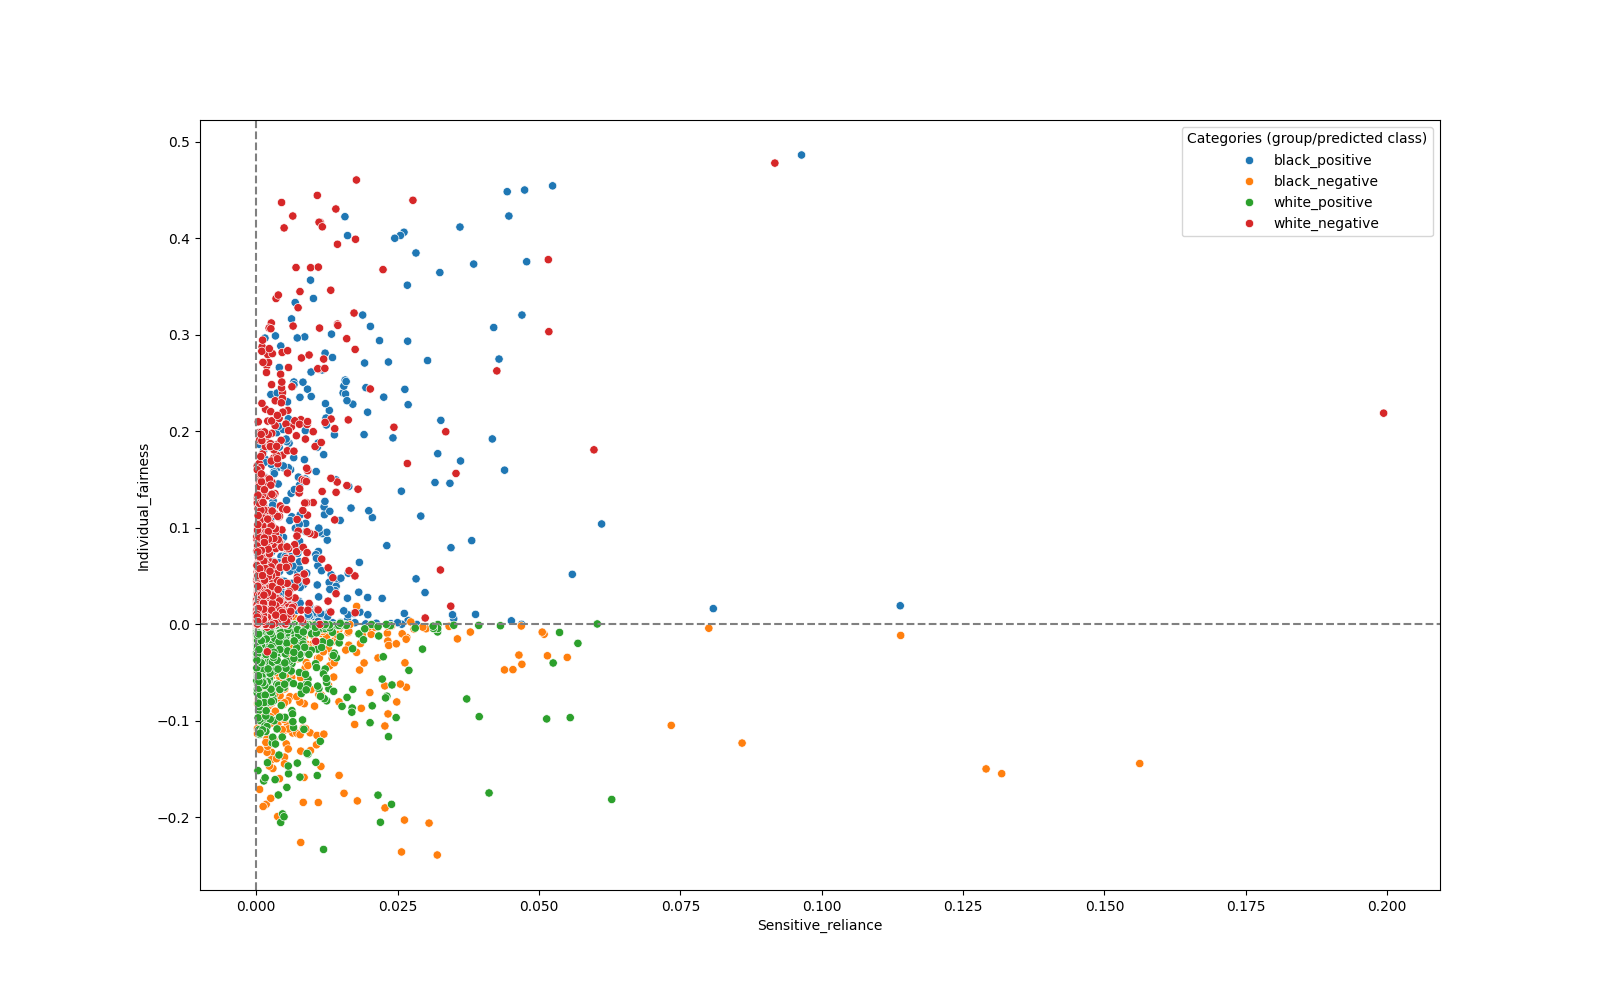 Categories (group/predicted class)
black_positive
black_negative
white_positive
white_negative
0.5
0.4
0.3
0.2
0.1
0.0
−0.1
−0.2
Individual_fairness
0.000
0.025
0.050
0.075
0.100
0.125
0.150
0.175
0.200
Sensitive_reliance